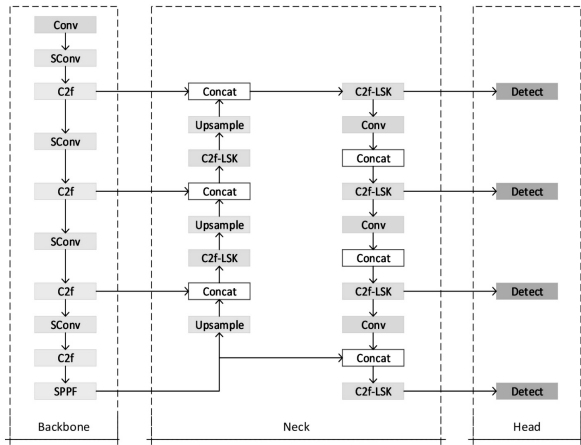 Conv
SConv
C2f
SConv
C2f
SConv
C2f
SConv
C2f
SPPF
Backbone
Concat
Upsample
C2f-LSK
Concat
Upsample
C2f-LSK
Concat
Upsample
C2f-LSK
Conv
Concat
C2f-LSK
Conv
Concat
C2f-LSK
Conv
Concat
C2f-LSK
Neck
Detect
Detect
Detect
Detect
Head